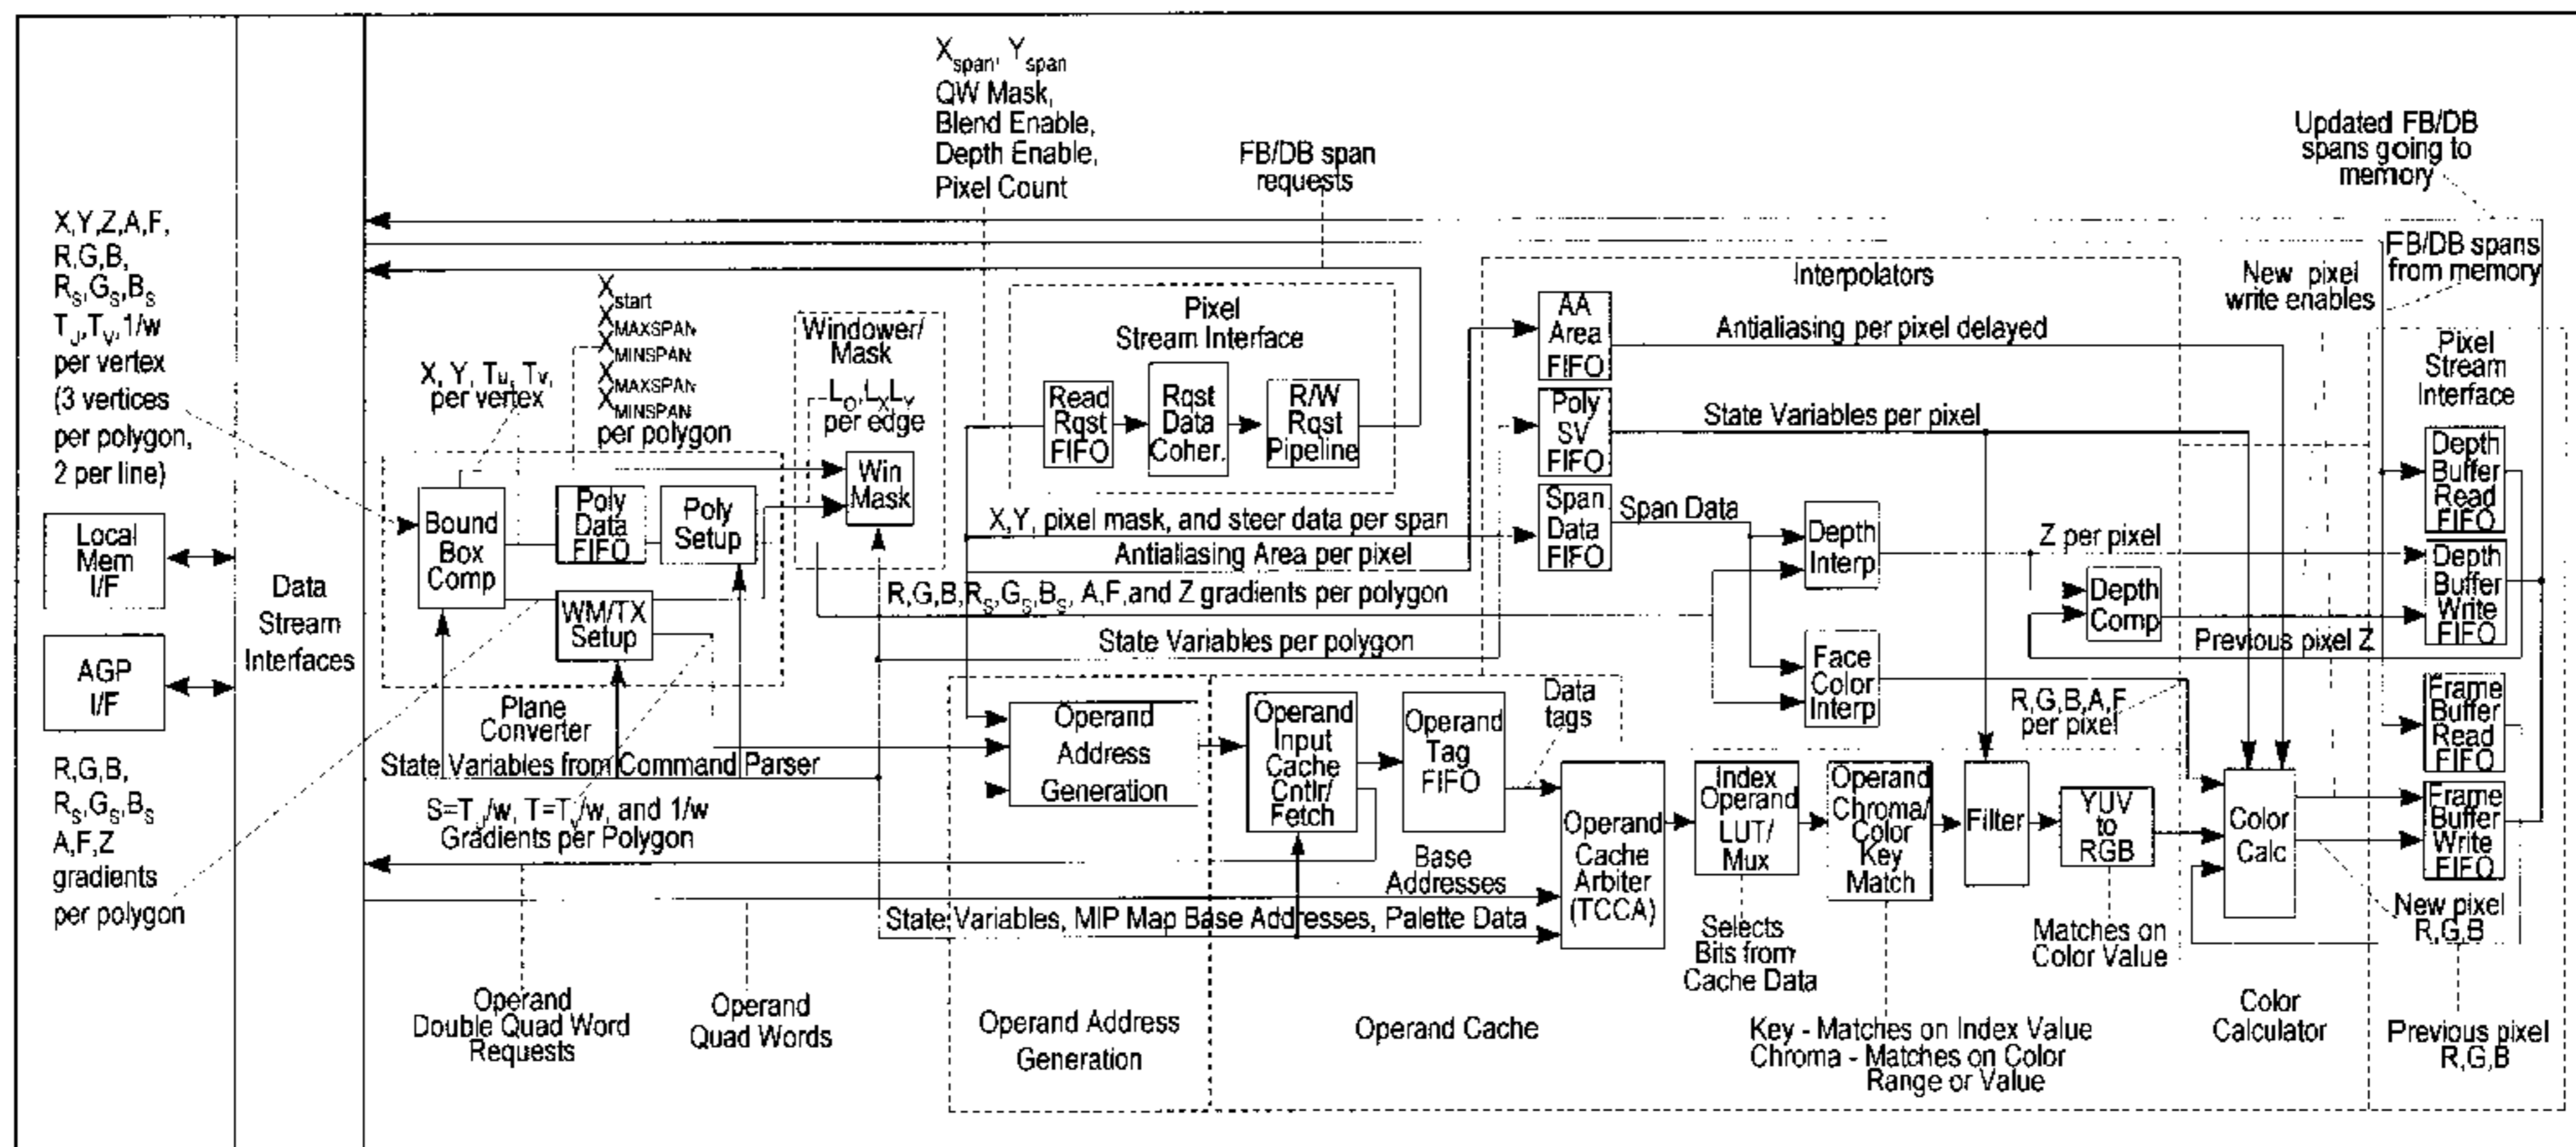 X,Y,Z,A,F,
R,G,B,
RS,GS,BS
TU,TV,1/w
per vertex
(3 vertices
per polygon,
2 per line)
Local
Mem
I/F
AGP
I/F
R,G,B,
RS,GS,BS
A,F,Z
gradients
per polygon
Data
Stream
Interfaces
X, Y, Tu, Tv,
per vertex
Xstart
XMAXSPAN
XMINSPAN
XMAXSPAN
XMINSPAN
per polygon
Bound
Box
Comp
Poly
Data
FIFO
Poly
Setup
WM/TX
Setup
Plane
Converter
State Variables from Command Parser
S=TU/w, T=TV/w, and 1/w
Gradients per Polygon
Operand
Double Quad Word
Requests
Operand
Quad Words
Windower/
Mask
LO,LXLY
per edge
Win
Mask
Xspan, Yspan
QW Mask,
Blend Enable,
Depth Enable,
Pixel Count
FB/DB span
requests
Pixel
Stream Interface
Read
Rqst
FIFO
Rqst
Data
Coher.
R/W
Rqst
Pipeline
X,Y, pixel mask, and steer data per span
Antialiasing Area per pixel
R,G,B,RS,GS,BS, A,F,and Z gradients per polygon
State Variables per polygon
Operand
Address
Generation
Operand
Input
Cache
Cntlr/
Fetch
Operand
Tag
FIFO
Data
tags
Base
Addresses
State Variables, MIP Map Base Addresses, Palette Data
Operand Address
Generation
Operand Cache
Interpolators
AA
Area
FIFO
Antialiasing per pixel delayed
Poly
SV
FIFO
State Variables per pixel
Span
Data
FIFO
Span Data
Depth
Interp
Face
Color
Interp
Z per pixel
Depth
Comp
Previous pixel Z
R,G,B,A,F
per pixel
Operand
Cache
Arbiter
(TCCA)
Index
Operand
LUT/
Mux
Operand
Chroma/
Color
Key
Match
Filter
YUV
to
RGB
Color
Calc
Selects
Bits from
Cache Data
Key - Matches on Index Value
Chroma - Matches on Color
Range or Value
Matches on
Color Value
Color
Calculator
Updated FB/DB
spans going to
memory
FB/DB spans
from memory
New pixel
write enables
Pixel
Stream
Interface
Depth
Buffer
Read
FIFO
Depth
Buffer
Write
FIFO
Frame
Buffer
Read
FIFO
Frame
Buffer
Write
FIFO
New pixel
R,G,B
Previous pixel
R,G,B